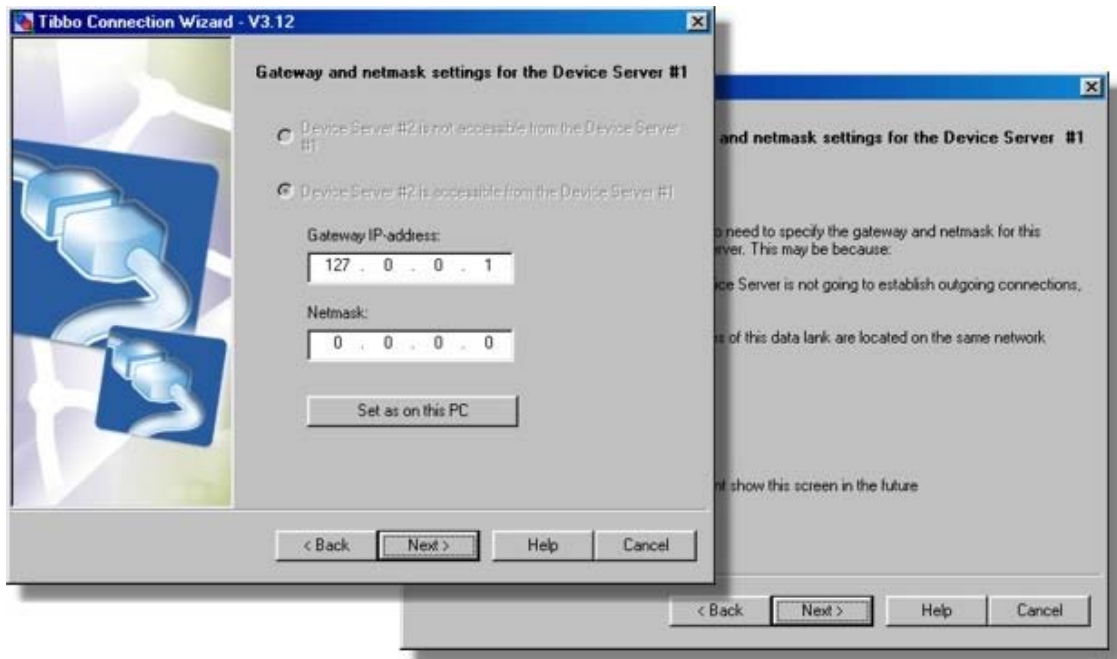 Tibbo Connection Wizard - V3.12
Gateway and netmask settings for the Device Server #1
Device Server #2 is not accessible from the Device Server
#1
Device Server #2 is accessible from the Device Server #1
Gateway IP-address:
127 . 0 . 0 . 1
Netmask:
0 . 0 . 0 . 0
Set as on this PC
< Back Next > Help Cancel
and netmask settings for the Device Server #1
need to specify the gateway and netmask for this
. This may be because:
Server is not going to establish outgoing connections,
of this data lank are located on the same network
show this screen in the future
< Back Next > Help Cancel